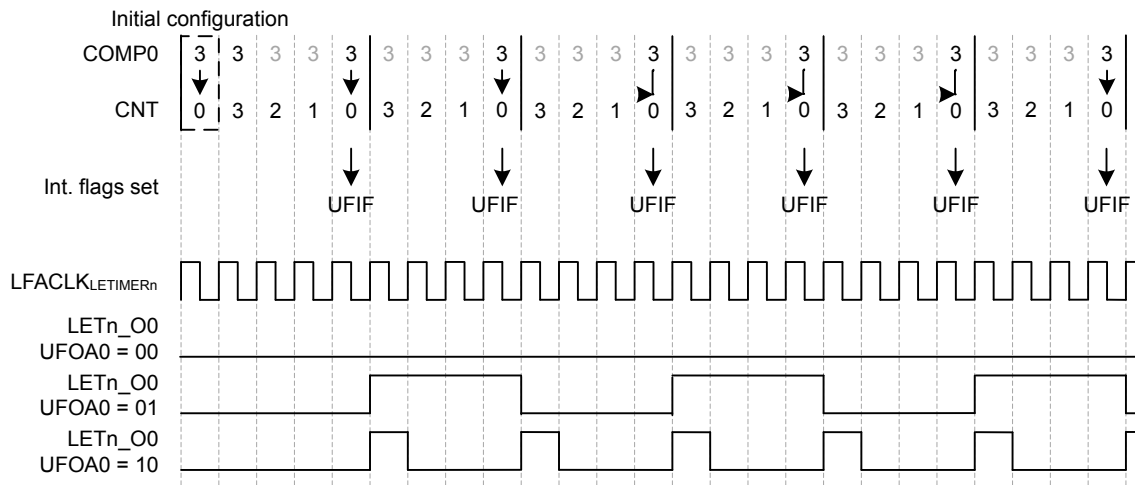 Initial configuration
COMP0 3 3 3 3 3 3 3 3 3 3 3 3 3 3 3 3 3 3 3 3 3 3 3 3 3
CNT 0 3 2 1 0 3 2 1 0 3 2 1 0 3 2 1 0 3 2 1 0 3 2 1 0
Int. flags set
UFIF UFIF UFIF UFIF UFIF UFIF
LFACLKLETIMERn
LETn_O0
UFOA0 = 00
LETn_O0
UFOA0 = 01
LETn_O0
UFOA0 = 10